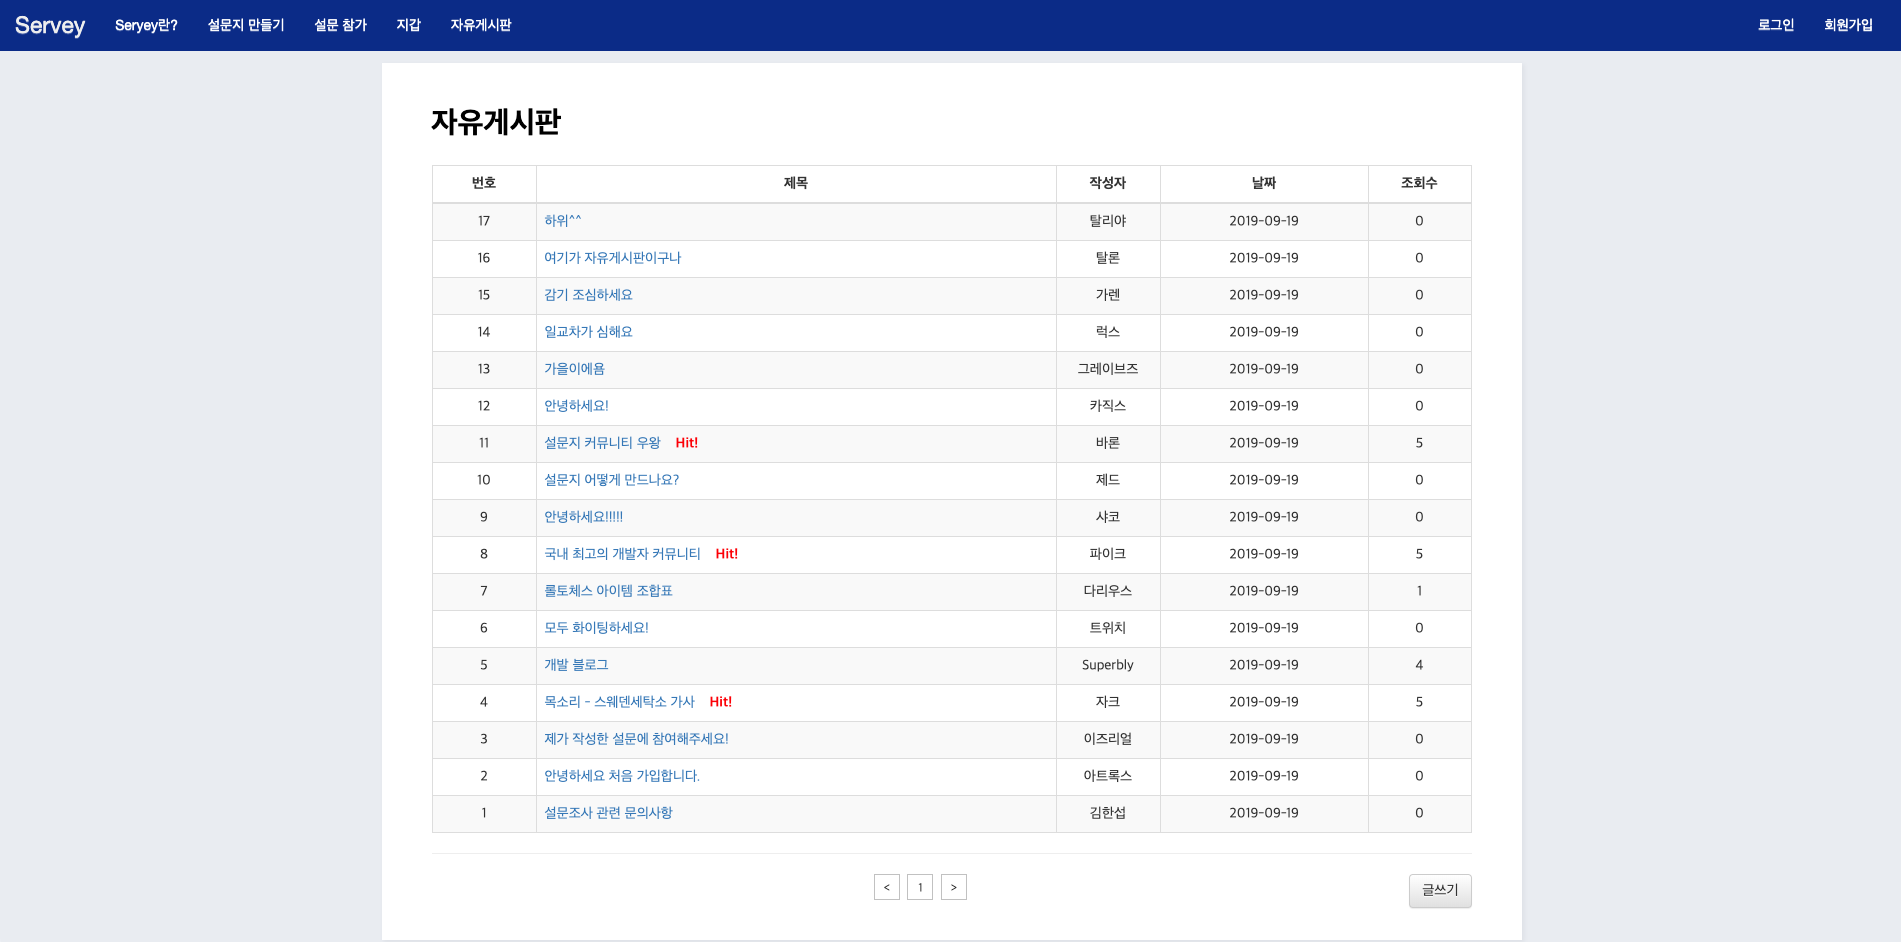 Servey Servey란? 설문지 만들기 설문 참가 지갑 자유게시판 로그인 회원가입
자유게시판
번호 제목 작성자 날짜 조회수
17 하위^^ 탈리야 2019-09-19 0
16 여기가 자유게시판이구나 탈론 2019-09-19 0
15 감기 조심하세요 가렌 2019-09-19 0
14 일교차가 심해요 럭스 2019-09-19 0
13 가을이에욤 그레이브즈 2019-09-19 0
12 안녕하세요! 카직스 2019-09-19 0
11 설문지 커뮤니티 우왕 Hit! 바론 2019-09-19 5
10 설문지 어떻게 만드나요? 제드 2019-09-19 0
9 안녕하세요!!!!! 샤코 2019-09-19 0
8 국내 최고의 개발자 커뮤니티 Hit! 파이크 2019-09-19 5
7 롤토체스 아이템 조합표 다리우스 2019-09-19 1
6 모두 화이팅하세요! 트위치 2019-09-19 0
5 개발 블로그 Superbly 2019-09-19 4
4 목소리 - 스웨덴세탁소 가사 Hit! 자크 2019-09-19 5
3 제가 작성한 설문에 참여해주세요! 이즈리얼 2019-09-19 0
2 안녕하세요 처음 가입합니다. 아트록스 2019-09-19 0
1 설문조사 관련 문의사항 김한섭 2019-09-19 0
< 1 > 글쓰기